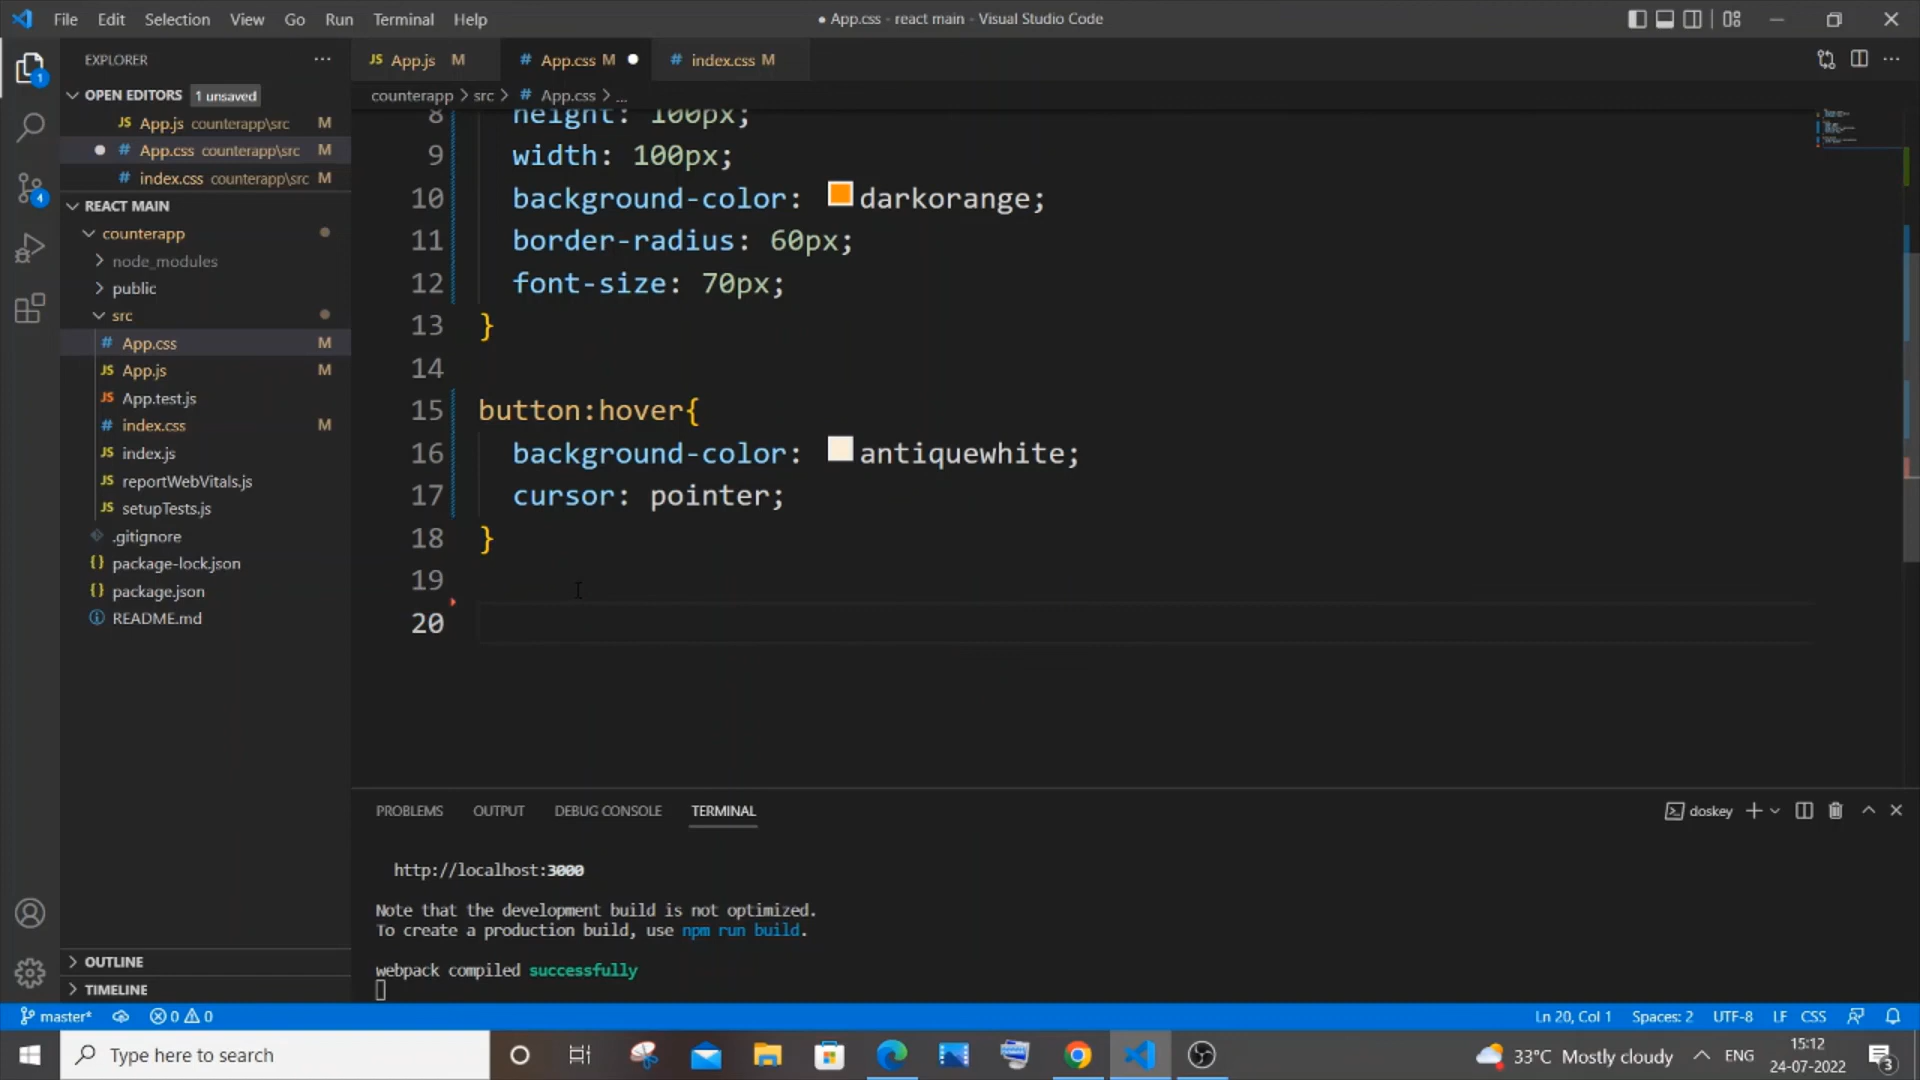 File Edit Selection View Go Run Terminal Help
● App.css - react main - Visual Studio Code
EXPLORER
OPEN EDITORS 1 unsaved
JS App.js counterapp\src M
# App.css counterapp\src M
# index.css counterapp\src M
REACT MAIN
counterapp
node_modules
public
src
# App.css M
JS App.js M
JS App.test.js
# index.css M
JS index.js
JS reportWebVitals.js
JS setupTests.js
.gitignore
{} package-lock.json
{} package.json
README.md
OUTLINE
TIMELINE
1
4
JS App.js M
# App.css M
# index.css M
counterapp > src > # App.css > ...
8 height: 100px;
9 width: 100px;
10 background-color: darkorange;
11 border-radius: 60px;
12 font-size: 70px;
13 }
14
15 button:hover{
16 background-color: antiquewhite;
17 cursor: pointer;
18 }
19
20
PROBLEMS OUTPUT DEBUG CONSOLE TERMINAL
doskey
http://localhost:3000
Note that the development build is not optimized.
To create a production build, use npm run build.
webpack compiled successfully
master* 0 0
Ln 20, Col 1 Spaces: 2 UTF-8 LF CSS
Type here to search
33°C Mostly cloudy
ENG
15:12
24-07-2022
3